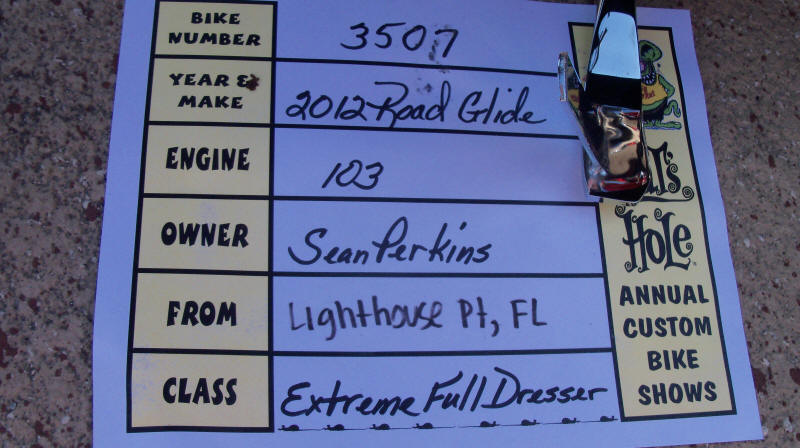 BIKE
NUMBER
3507
YEAR &
MAKE
2012 Road Glide
ENGINE
103
OWNER
Sean Perkins
FROM
Lighthouse Pt, FL
CLASS
Extreme Full Dresser
HOLE
ANNUAL
CUSTOM
BIKE
SHOWS